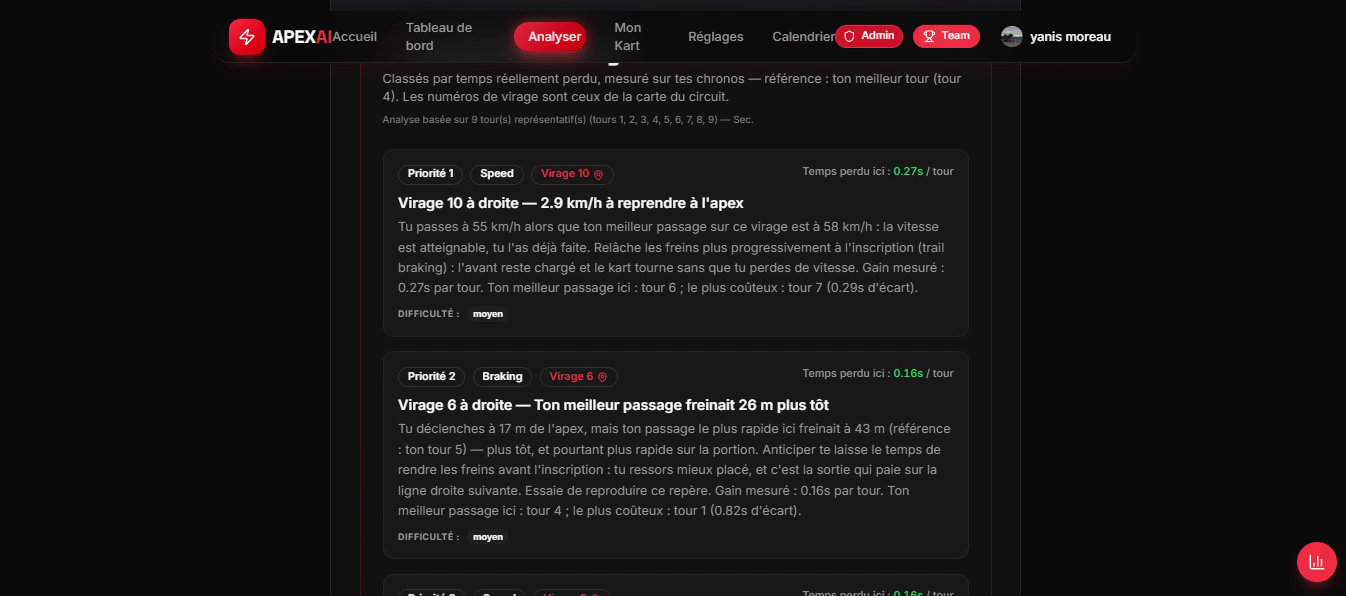 APEXAI
Accueil
Tableau de
bord
Analyser
Mon
Kart
Réglages
Calendrier
Admin
Team
yanis moreau
Classés par temps réellement perdu, mesuré sur tes chronos — référence : ton meilleur tour (tour
4). Les numéros de virage sont ceux de la carte du circuit.
Analyse basée sur 9 tour(s) représentatif(s) (tours 1, 2, 3, 4, 5, 6, 7, 8, 9) — Sec.
Priorité 1
Speed
Virage 10
Temps perdu ici : 0.27s / tour
Virage 10 à droite — 2.9 km/h à reprendre à l'apex
Tu passes à 55 km/h alors que ton meilleur passage sur ce virage est à 58 km/h : la vitesse
est atteignable, tu l'as déjà faite. Relâche les freins plus progressivement à l'inscription (trail
braking) : l'avant reste chargé et le kart tourne sans que tu perdes de vitesse. Gain mesuré :
0.27s par tour. Ton meilleur passage ici : tour 6 ; le plus coûteux : tour 7 (0.29s d'écart).
DIFFICULTÉ :
moyen
Priorité 2
Braking
Virage 6
Temps perdu ici : 0.16s / tour
Virage 6 à droite — Ton meilleur passage freinait 26 m plus tôt
Tu déclenches à 17 m de l'apex, mais ton passage le plus rapide ici freinait à 43 m (référence
: ton tour 5) — plus tôt, et pourtant plus rapide sur la portion. Anticiper te laisse le temps de
rendre les freins avant l'inscription : tu ressors mieux placé, et c'est la sortie qui paie sur la
ligne droite suivante. Essaie de reproduire ce repère. Gain mesuré : 0.16s par tour. Ton
meilleur passage ici : tour 4 ; le plus coûteux : tour 1 (0.82s d'écart).
DIFFICULTÉ :
moyen
Temps perdu ici : 0.16s / tour